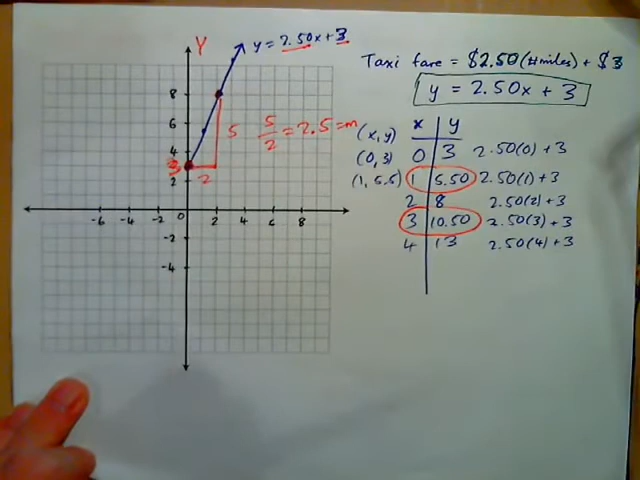 Y
y = 2.50x + 3
Taxi fare = $2.50(# miles) + $3
y = 2.50x + 3
8
6
4
3
2
5
5/2 = 2.5 = m
2
-6 -4 -2 0 2 4 c 8
-2
-4
x y
(x, y)
(0, 3) 0 3 2.50(0) + 3
(1, 5.5) 1 5.50 2.50(1) + 3
2 8 2.50(2) + 3
3 10.50 2.50(3) + 3
4 13 2.50(4) + 3